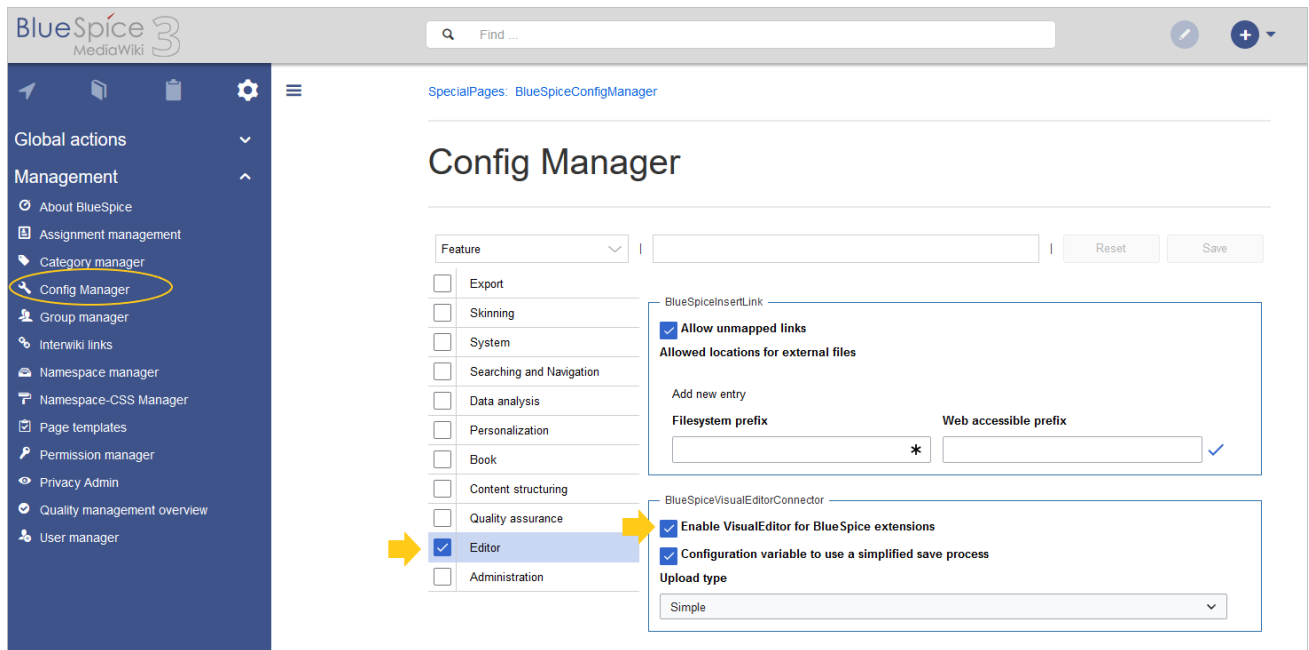 BlueSpice 3
MediaWiki
Find ...
SpecialPages: BlueSpiceConfigManager
Global actions
Management
About BlueSpice
Assignment management
Category manager
Config Manager
Group manager
Interwiki links
Namespace manager
Namespace-CSS Manager
Page templates
Permission manager
Privacy Admin
Quality management overview
User manager
Config Manager
Feature | | Reset Save
Export
Skinning
System
Searching and Navigation
Data analysis
Personalization
Book
Content structuring
Quality assurance
Editor
Administration
BlueSpiceInsertLink
Allow unmapped links
Allowed locations for external files
Add new entry
Filesystem prefix Web accessible prefix
BlueSpiceVisualEditorConnector
Enable VisualEditor for BlueSpice extensions
Configuration variable to use a simplified save process
Upload type
Simple